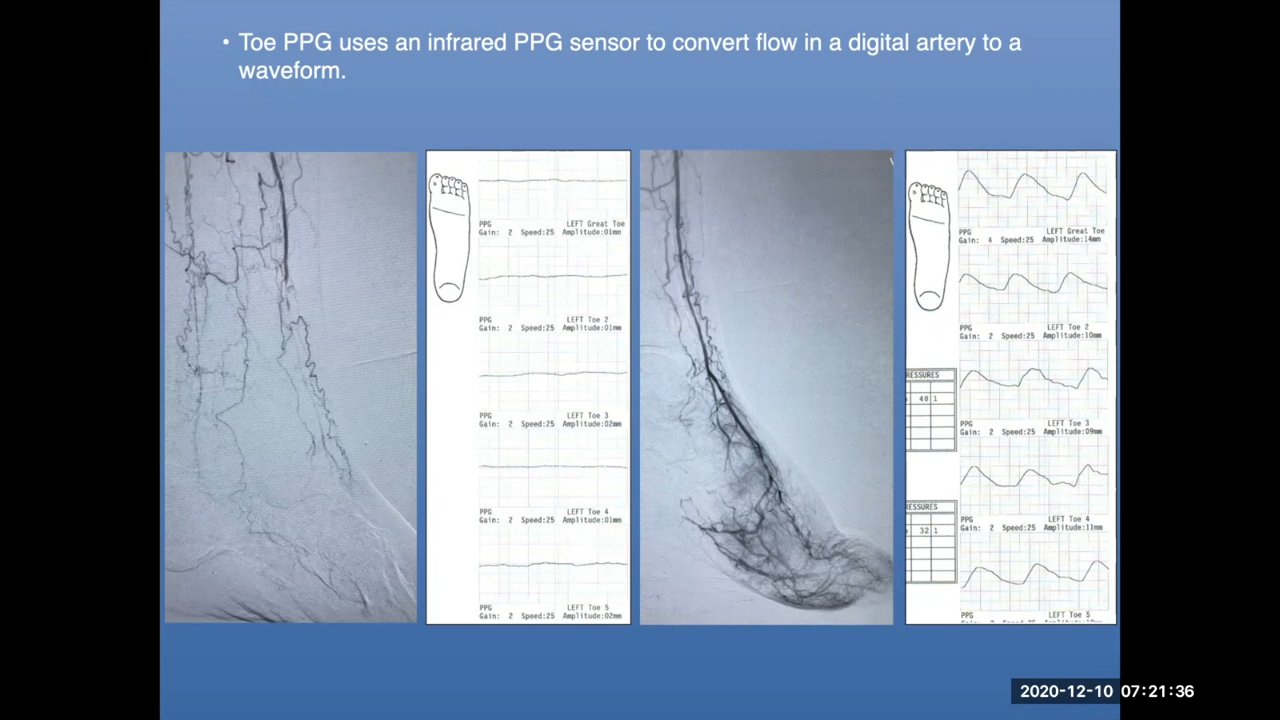 • Toe PPG uses an infrared PPG sensor to convert flow in a digital artery to a
waveform.
PPG LEFT Great Toe
Gain: 2 Speed:25 Amplitude:01mm
PPG LEFT Toe 2
Gain: 2 Speed:25 Amplitude:01mm
PPG LEFT Toe 3
Gain: 2 Speed:25 Amplitude:02mm
PPG LEFT Toe 4
Gain: 2 Speed:25 Amplitude:01mm
PPG LEFT Toe 5
Gain: 2 Speed:25 Amplitude:02mm
PPG LEFT Great Toe
Gain: 4 Speed:25 Amplitude:14mm
PPG LEFT Toe 2
Gain: 2 Speed:25 Amplitude:10mm
RESSURES
48 1
PPG LEFT Toe 3
Gain: 2 Speed:25 Amplitude:09mm
RESSURES
32 1
PPG LEFT Toe 4
Gain: 2 Speed:25 Amplitude:11mm
PPG LEFT Toe 5
2020-12-10 07:21:36